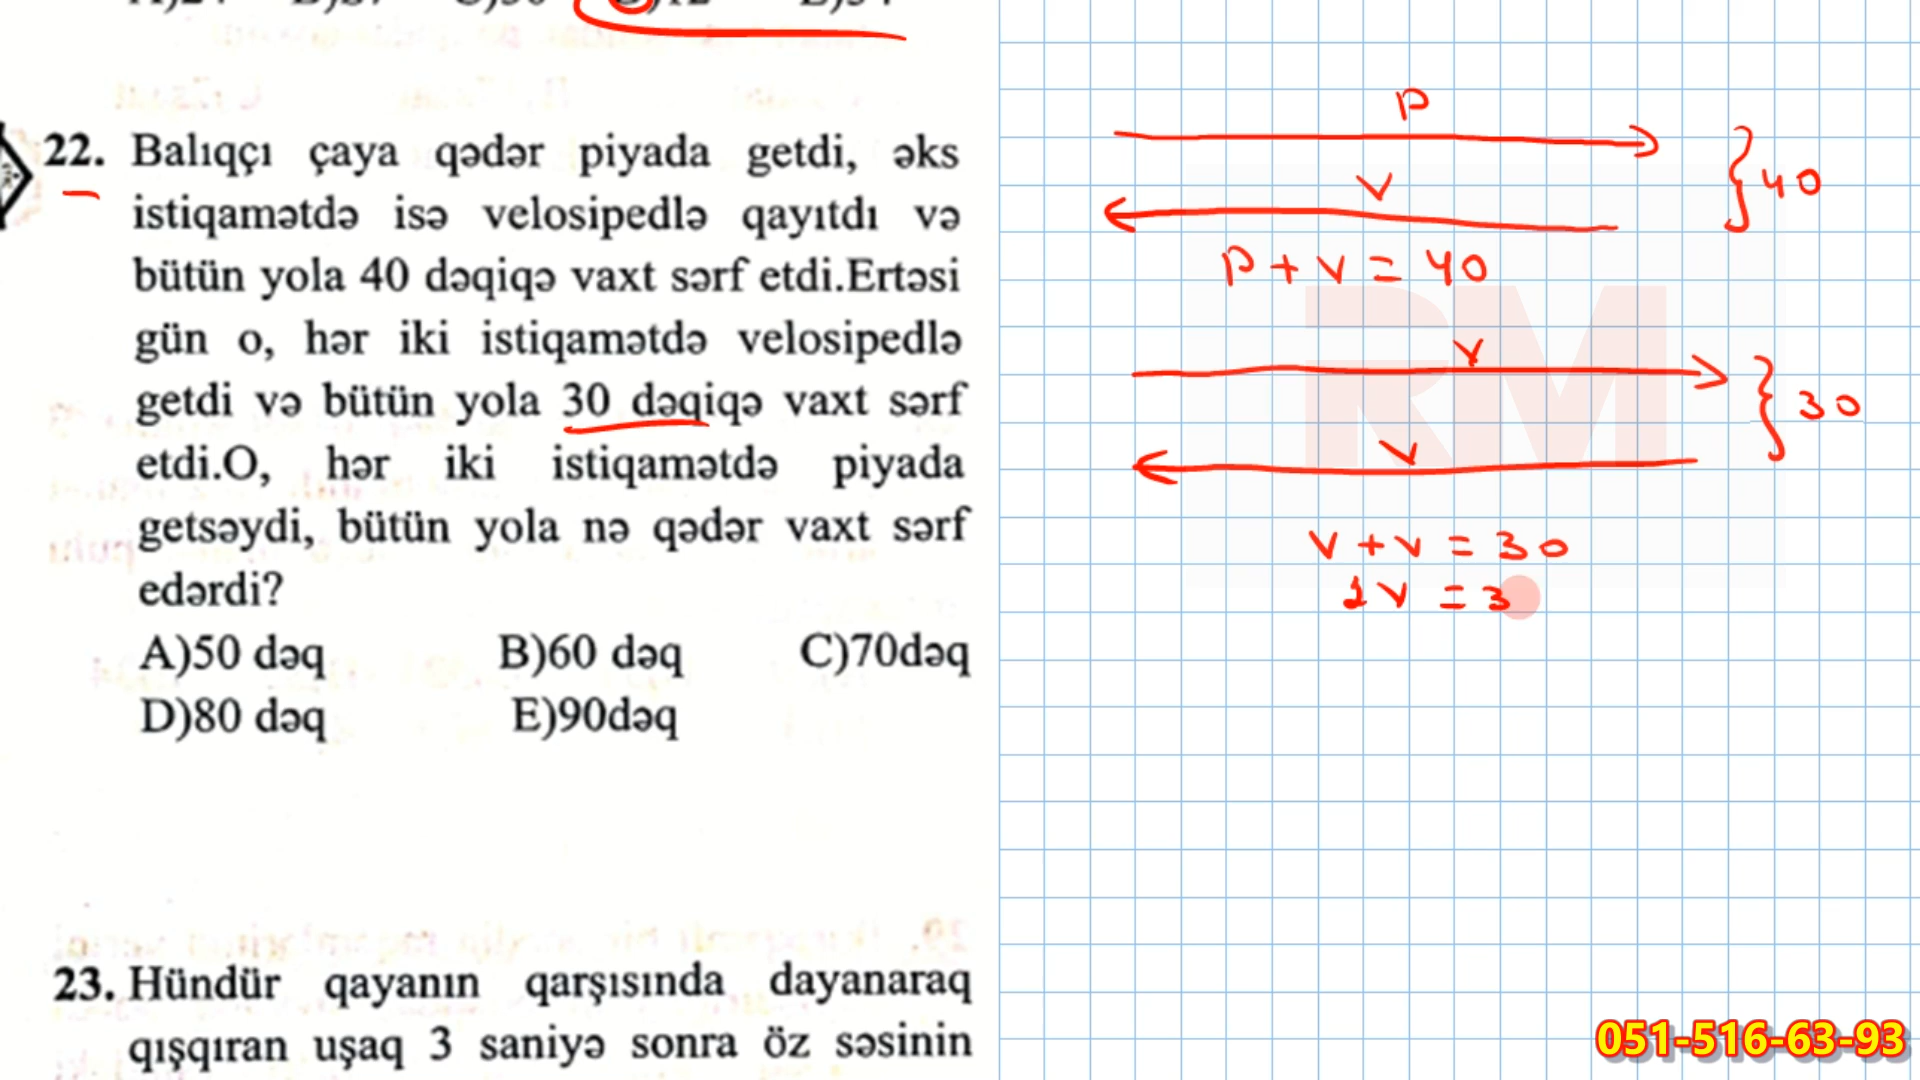 22. Balıqçı çaya qədər piyada getdi, əks
istiqamətdə isə velosipedlə qayıtdı və
bütün yola 40 dəqiqə vaxt sərf etdi.Ertəsi
gün o, hər iki istiqamətdə velosipedlə
getdi və bütün yola 30 dəqiqə vaxt sərf
etdi.O, hər iki istiqamətdə piyada
getsəydi, bütün yola nə qədər vaxt sərf
edərdi?
A)50 dəq B)60 dəq C)70dəq
D)80 dəq E)90dəq
23. Hündür qayanın qarşısında dayanaraq
qışqıran uşaq 3 saniyə sonra öz səsinin
P
V
40
P + V = 40
V
30
V
V + V = 30
2V = 3
RM
051-516-63-93